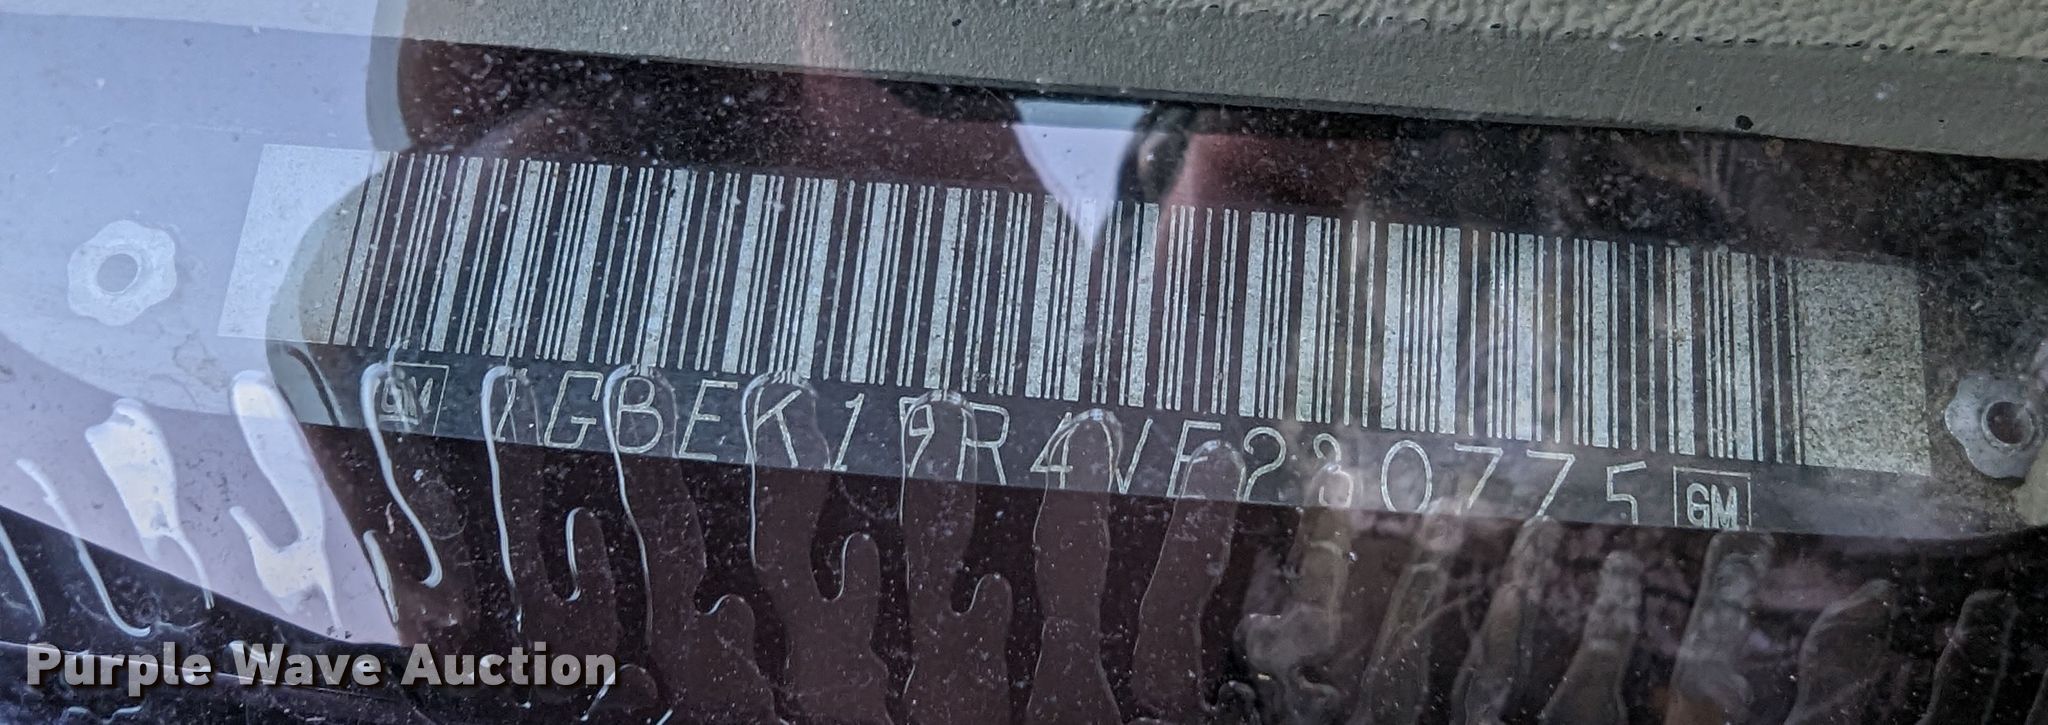 GM 1GBEK19R4VE230775 GM
Purple Wave Auction